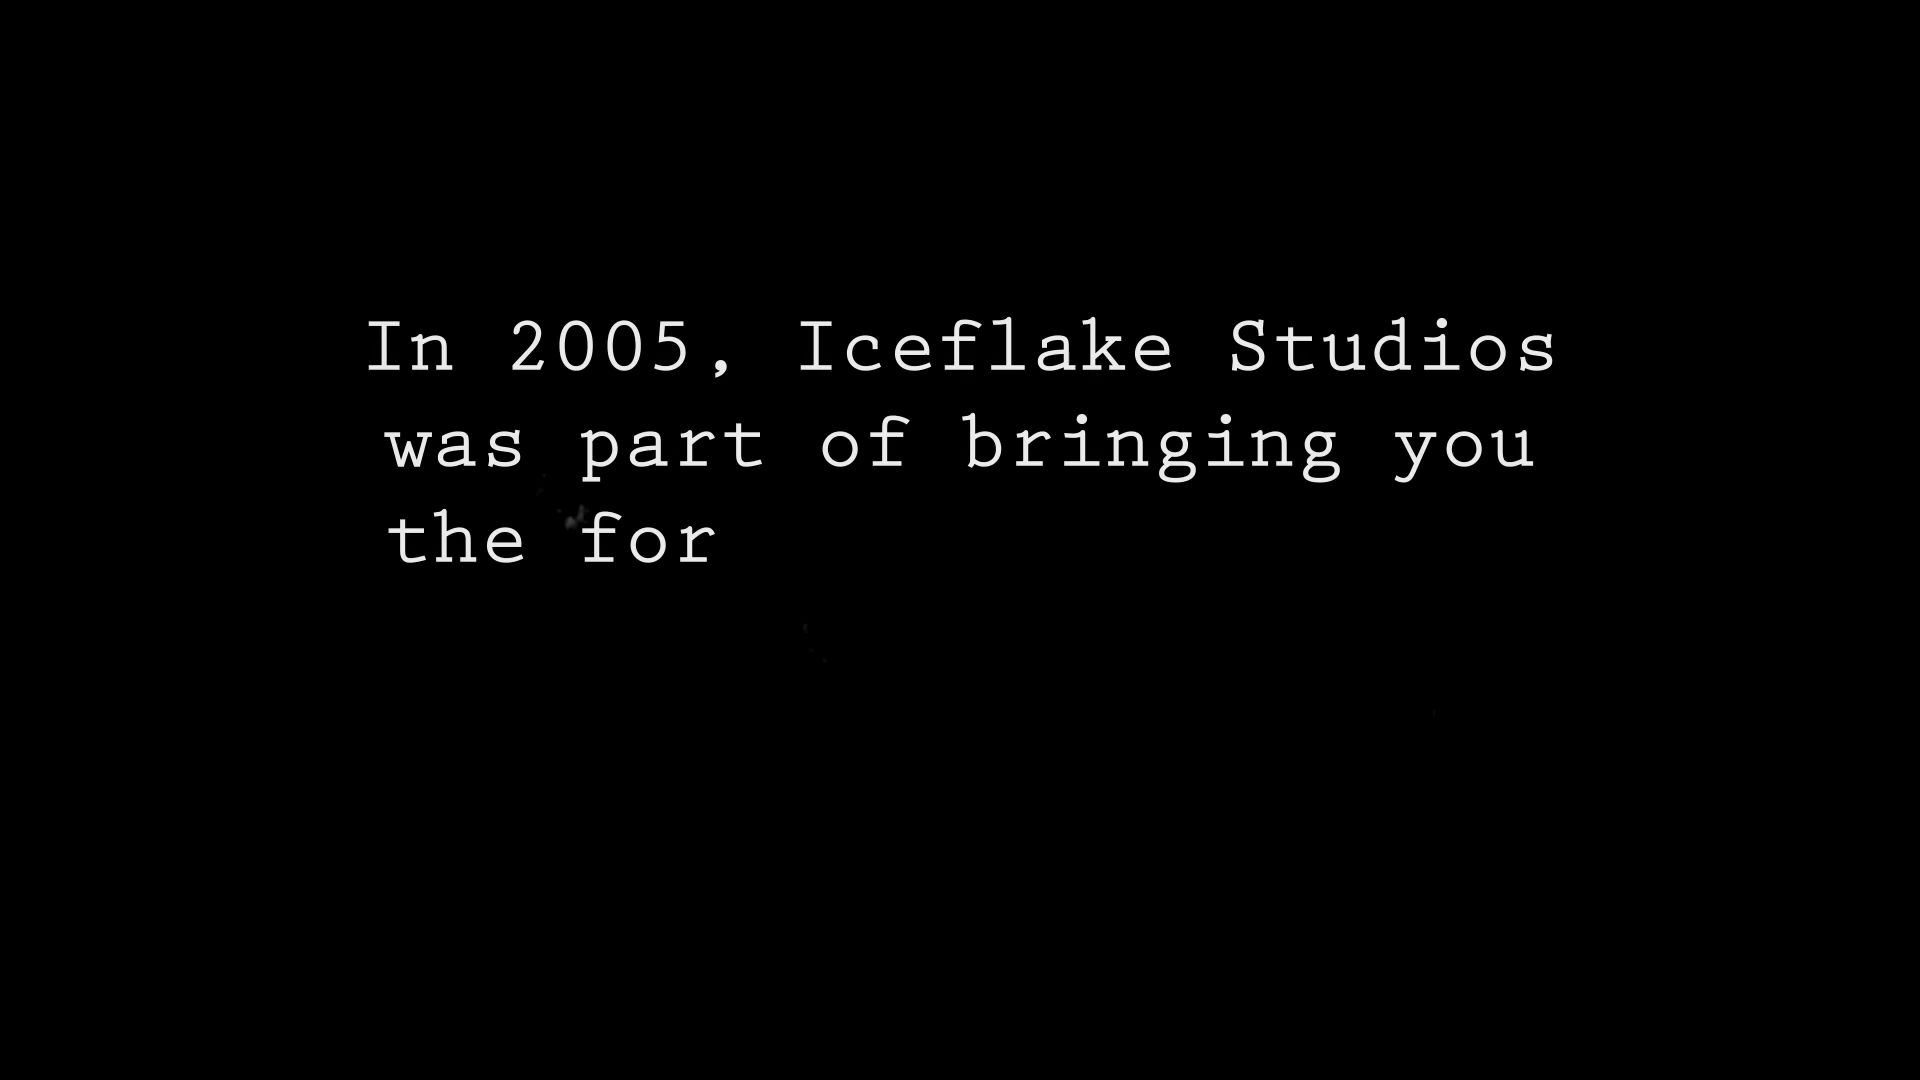 In 2005, Iceflake Studios
was part of bringing you
the for